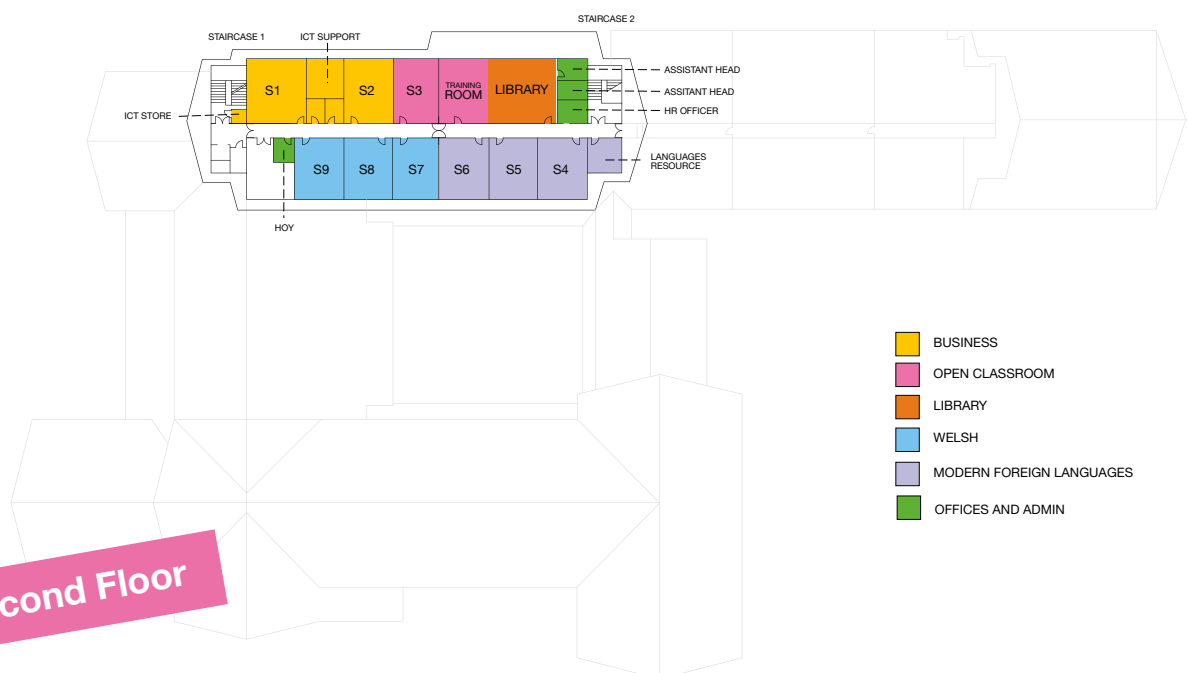 STAIRCASE 2
STAIRCASE 1
ICT SUPPORT
ASSISTANT HEAD
S1
S2
S3
TRAINING
ROOM
LIBRARY
ASSITANT HEAD
HR OFFICER
ICT STORE
S9
S8
S7
S6
S5
S4
LANGUAGES
RESOURCE
HOY
BUSINESS
OPEN CLASSROOM
LIBRARY
WELSH
MODERN FOREIGN LANGUAGES
OFFICES AND ADMIN
cond Floor